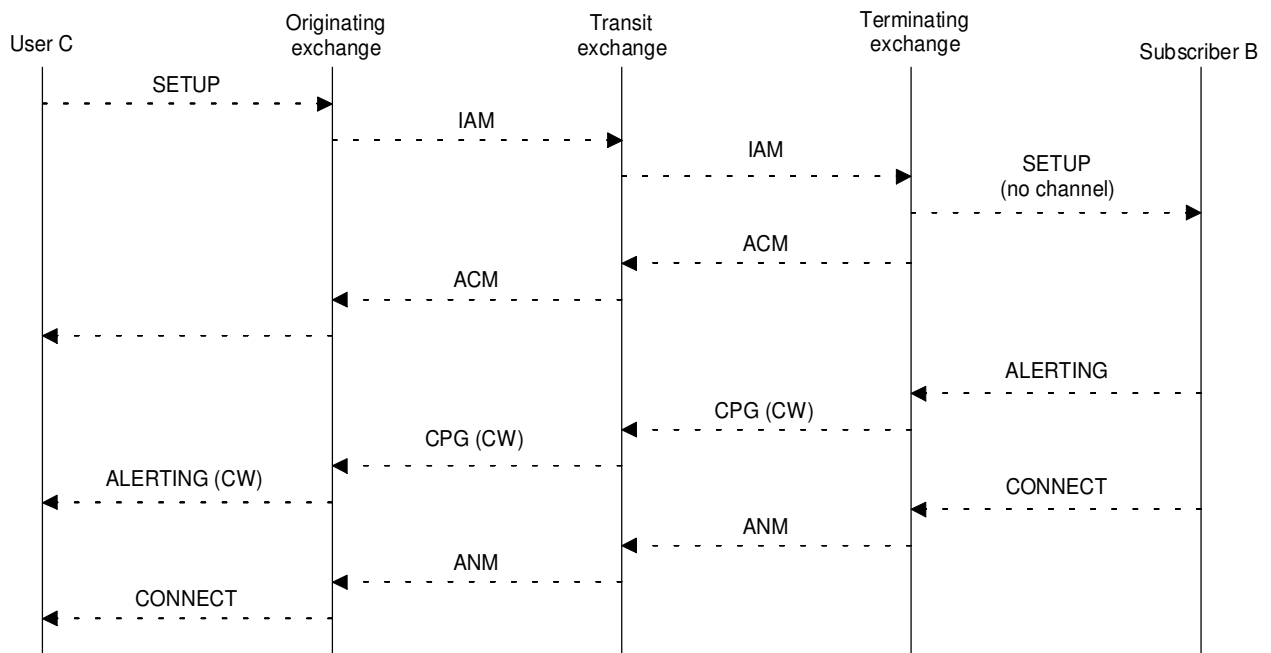 User C
Originating
exchange
Transit
exchange
Terminating
exchange
Subscriber B
SETUP
IAM
IAM
SETUP
(no channel)
ACM
ACM
ALERTING
CPG (CW)
CPG (CW)
ALERTING (CW)
CONNECT
ANM
ANM
CONNECT